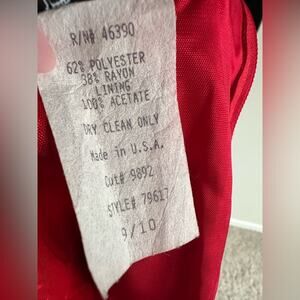 R/N# 46390
62% POLYESTER
38% RAYON
LINING
100% ACETATE
DRY CLEAN ONLY
Made in U.S.A.
Cut# 9892
STYLE# 79617
9/10